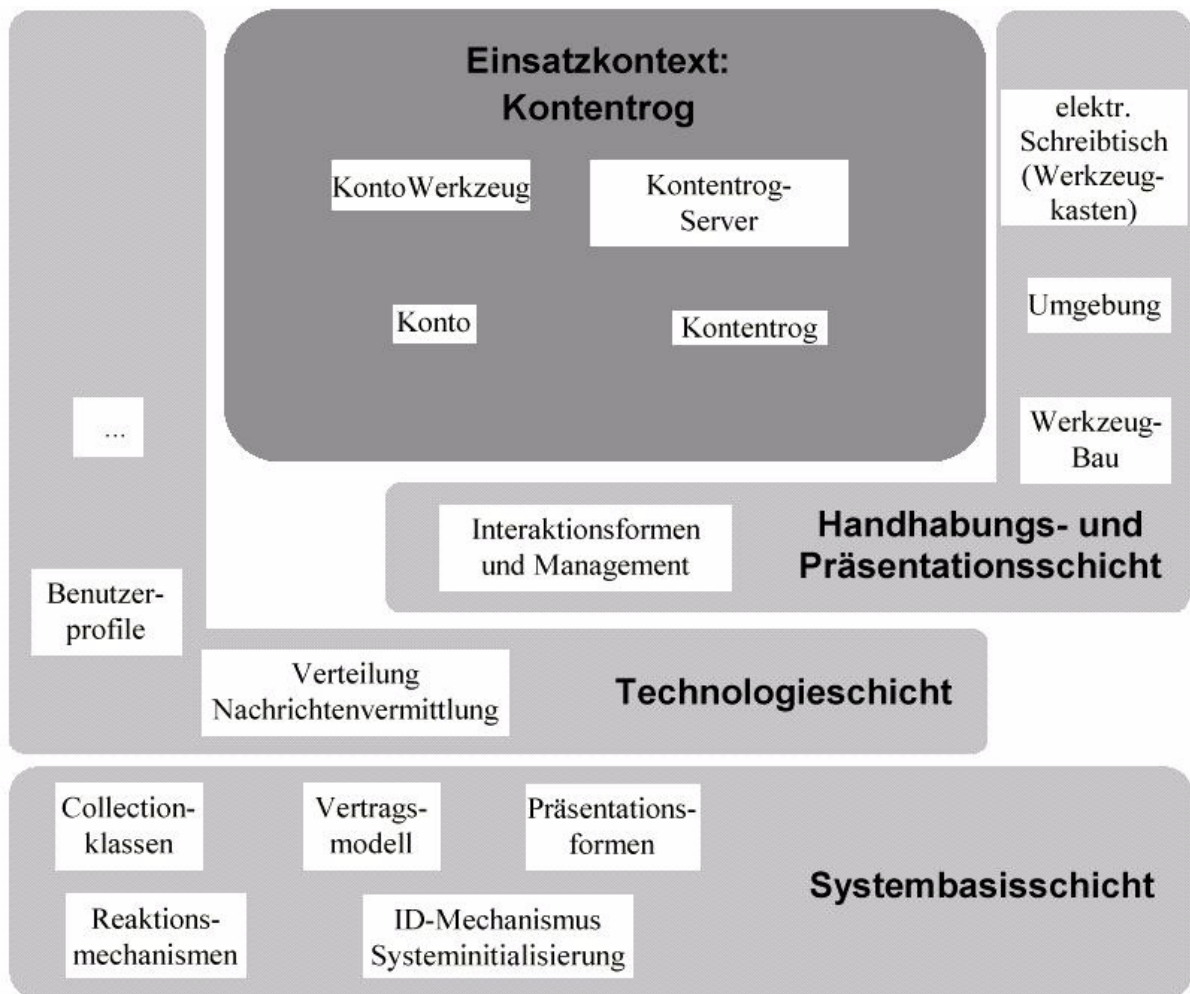 Einsatzkontext:
Kontentrog
KontoWerkzeug
Kontentrog-
Server
Konto
Kontentrog
elektr.
Schreibtisch
(Werkzeug-
kasten)
Umgebung
Werkzeug-
Bau
Interaktionsformen
und Management
Handhabungs- und
Präsentationsschicht
...
Benutzer-
profile
Verteilung
Nachrichtenvermittlung
Technologieschicht
Collection-
klassen
Vertrags-
modell
Präsentations-
formen
Reaktions-
mechanismen
ID-Mechanismus
Systeminitialisierung
Systembasisschicht